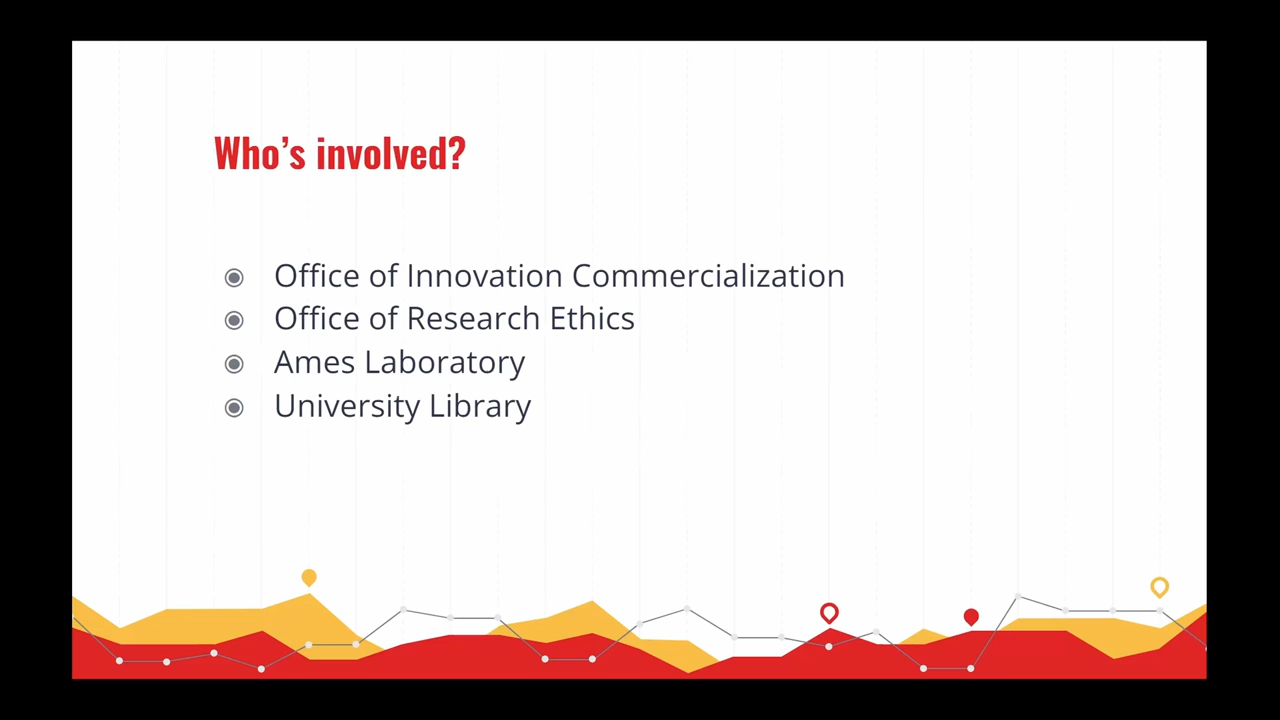 Who’s involved?
Office of Innovation Commercialization
Office of Research Ethics
Ames Laboratory
University Library